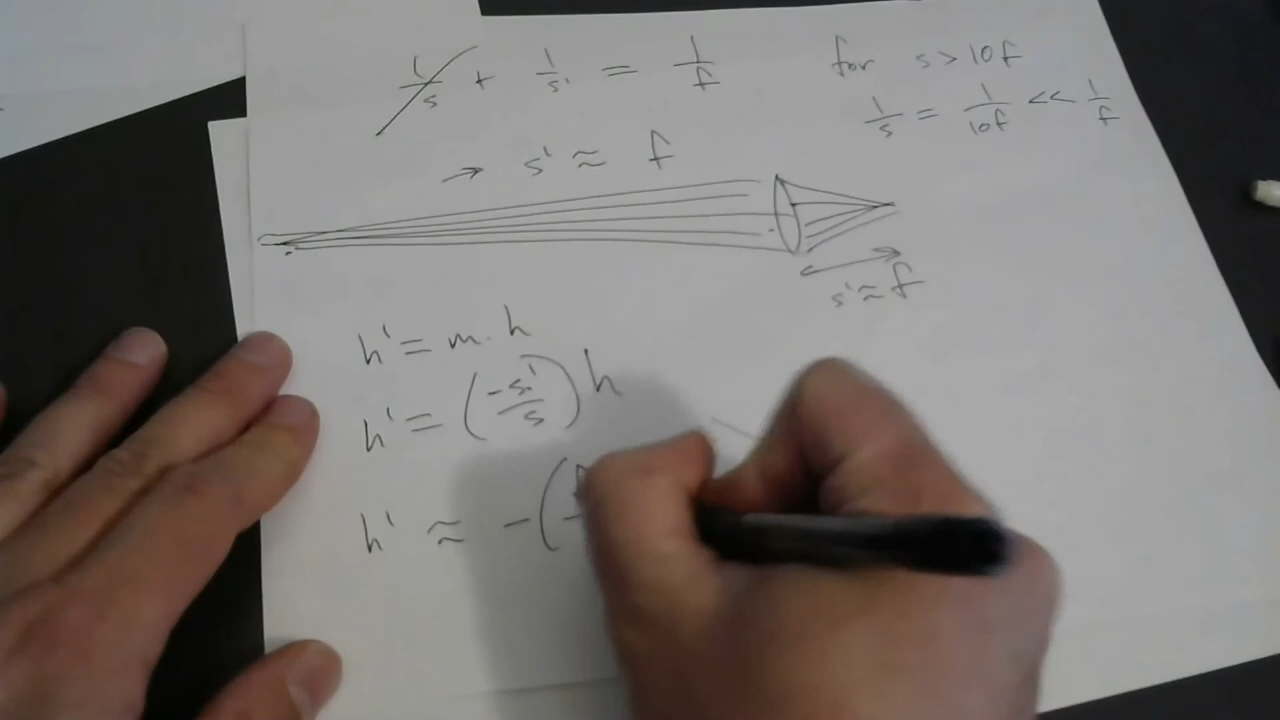 1/s + 1/s' = 1/f for s > 10f
1/s = 1/10f << 1/f
→ s' ≈ f
s' ≈ f
h' = m · h
h' = (-s'/s) h
h' ≈ -(